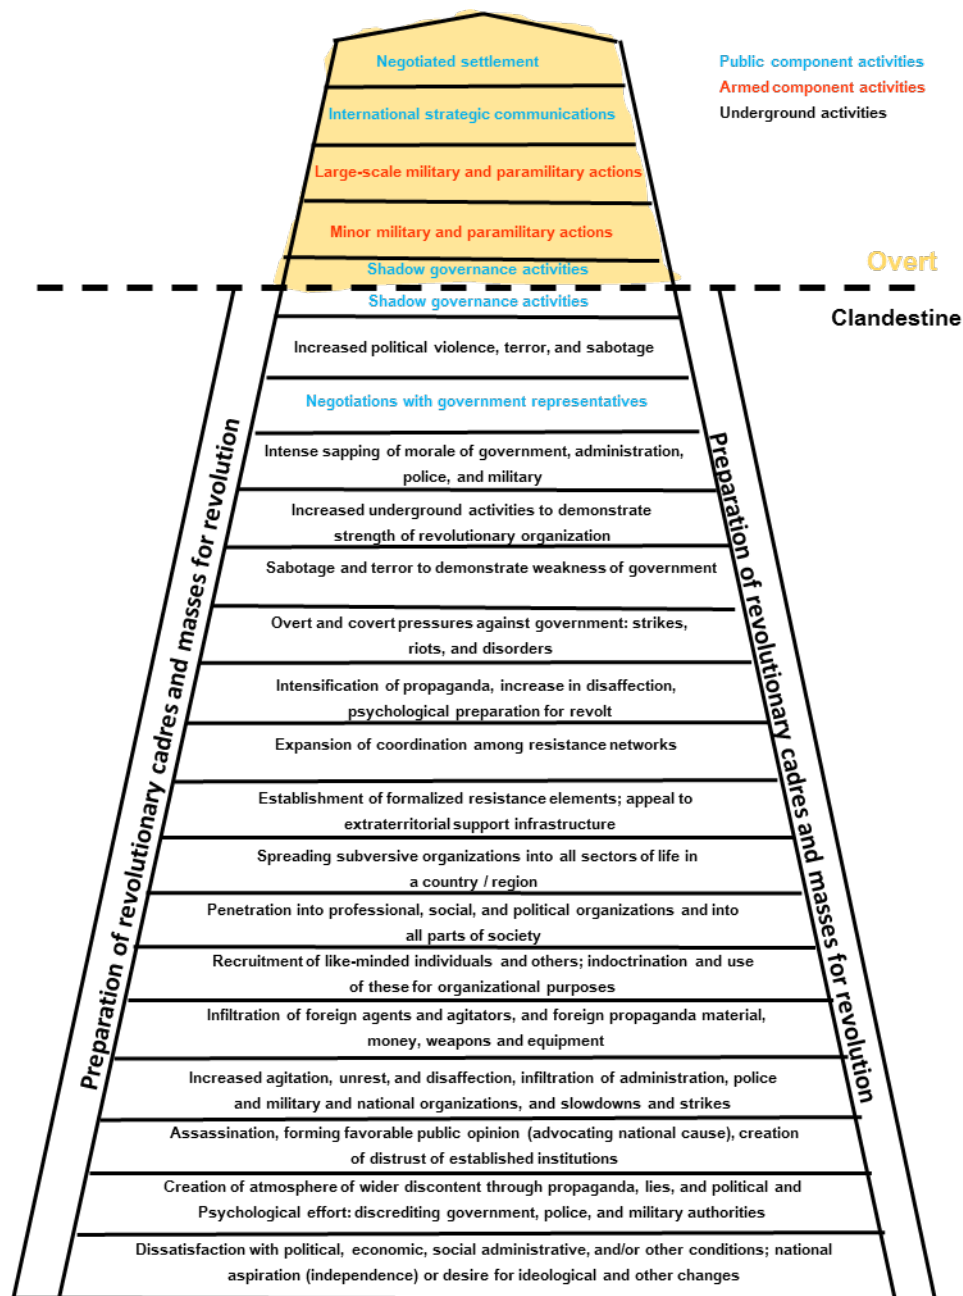 Negotiated settlement
International strategic communications
Large-scale military and paramilitary actions
Minor military and paramilitary actions
Shadow governance activities
Public component activities
Armed component activities
Underground activities
Overt
Clandestine
Shadow governance activities
Increased political violence, terror, and sabotage
Negotiations with government representatives
Intense sapping of morale of government, administration,
police, and military
Increased underground activities to demonstrate
strength of revolutionary organization
Sabotage and terror to demonstrate weakness of government
Overt and covert pressures against government: strikes,
riots, and disorders
Intensification of propaganda, increase in disaffection,
psychological preparation for revolt
Expansion of coordination among resistance networks
Establishment of formalized resistance elements; appeal to
extraterritorial support infrastructure
Spreading subversive organizations into all sectors of life in
a country / region
Penetration into professional, social, and political organizations and into
all parts of society
Recruitment of like-minded individuals and others; indoctrination and use
of these for organizational purposes
Infiltration of foreign agents and agitators, and foreign propaganda material,
money, weapons and equipment
Increased agitation, unrest, and disaffection, infiltration of administration, police
and military and national organizations, and slowdowns and strikes
Assassination, forming favorable public opinion (advocating national cause), creation
of distrust of established institutions
Creation of atmosphere of wider discontent through propaganda, lies, and political and
Psychological effort: discrediting government, police, and military authorities
Dissatisfaction with political, economic, social administrative, and/or other conditions; national
aspiration (independence) or desire for ideological and other changes
Preparation of revolutionary cadres and masses for revolution
Preparation of revolutionary cadres and masses for revolution